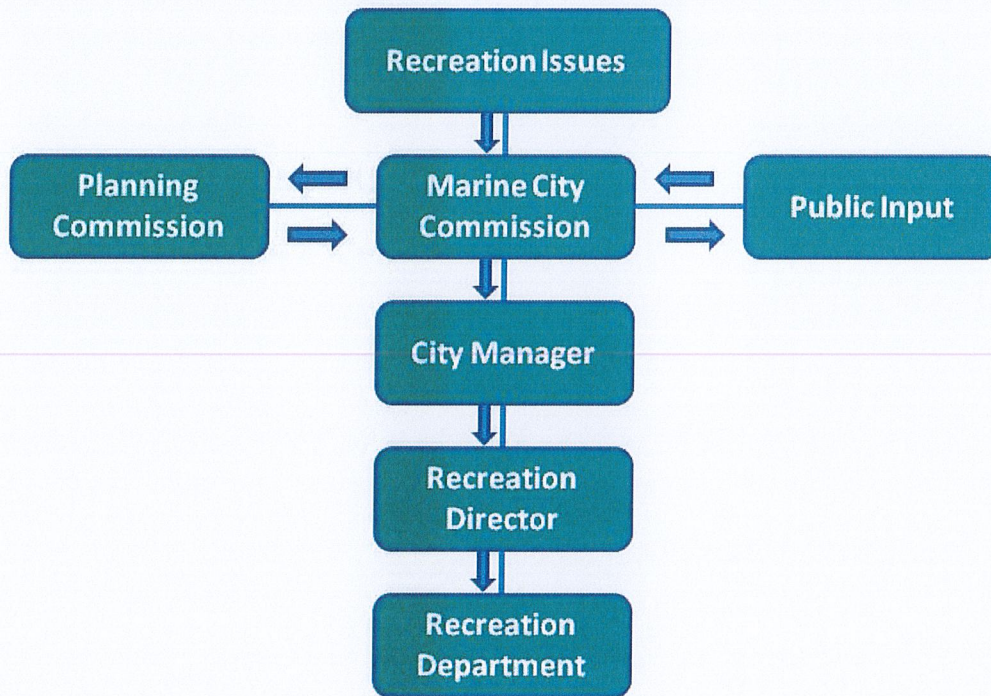 Recreation Issues
Planning
Commission
Marine City
Commission
Public Input
City Manager
Recreation
Director
Recreation
Department